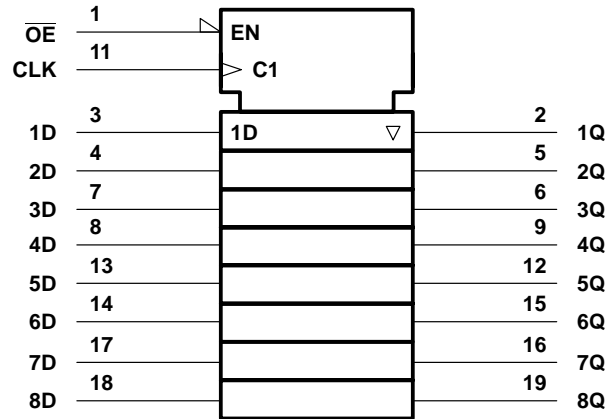 1
OE EN
11
CLK C1
3 2
1D 1D 1Q
4 5
2D 2Q
7 6
3D 3Q
8 9
4D 4Q
13 12
5D 5Q
14 15
6D 6Q
17 16
7D 7Q
18 19
8D 8Q